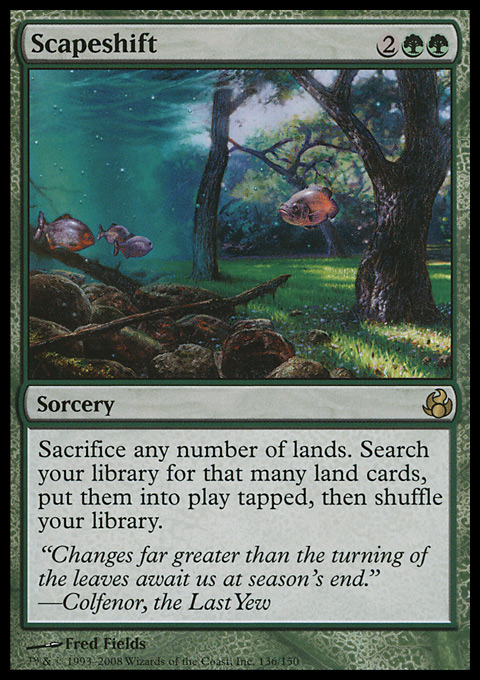 Scapeshift 2
Sorcery
Sacrifice any number of lands. Search
your library for that many land cards,
put them into play tapped, then shuffle
your library.
“Changes far greater than the turning of
the leaves await us at season’s end.”
—Colfenor, the Last Yew
Fred Fields
™ & © 1993–2008 Wizards of the Coast, Inc. 136/150